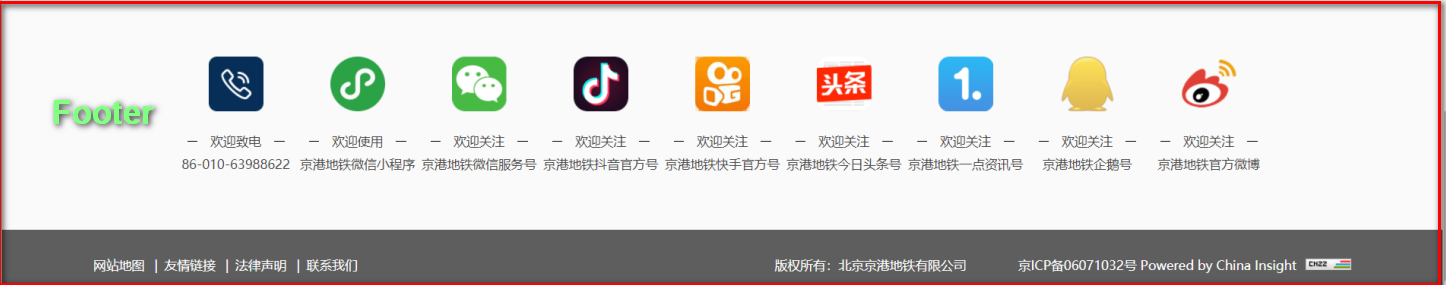 头条
1.
Footer
— 欢迎致电 — — 欢迎使用 — — 欢迎关注 — — 欢迎关注 — — 欢迎关注 — — 欢迎关注 — — 欢迎关注 — — 欢迎关注 — — 欢迎关注 —
86-010-63988622 京港地铁微信小程序 京港地铁微信服务号 京港地铁抖音官方号 京港地铁快手官方号 京港地铁今日头条号 京港地铁一点资讯号 京港地铁企鹅号 京港地铁官方微博
网站地图 | 友情链接 | 法律声明 | 联系我们 版权所有：北京京港地铁有限公司 京ICP备06071032号 Powered by China Insight CNZZ